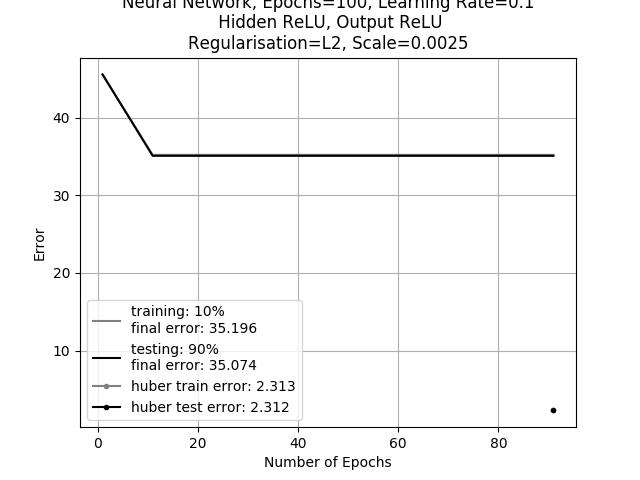 Neural Network, Epochs=100, Learning Rate=0.1
Hidden ReLU, Output ReLU
Regularisation=L2, Scale=0.0025
Error
40
30
20
10
training: 10%
final error: 35.196
testing: 90%
final error: 35.074
huber train error: 2.313
huber test error: 2.312
0 20 40 60 80
Number of Epochs